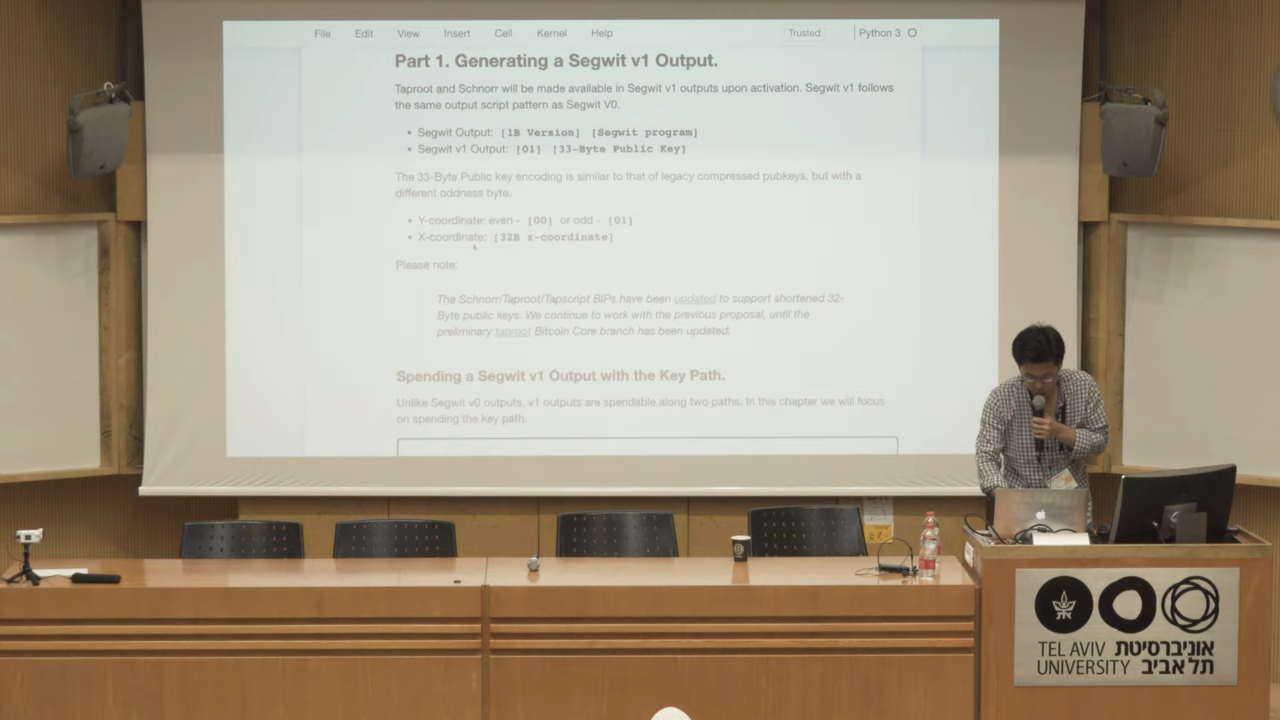 File Edit View Insert Cell Kernel Help Trusted Python 3
Part 1. Generating a Segwit v1 Output.
Taproot and Schnorr will be made available in Segwit v1 outputs upon activation. Segwit v1 follows
the same output script pattern as Segwit V0.
• Segwit Output: [1B Version] [Segwit program]
• Segwit v1 Output: [01] [33-Byte Public Key]
The 33-Byte Public key encoding is similar to that of legacy compressed pubkeys, but with a
different oddness byte.
• Y-coordinate: even - [00] or odd - [01]
• X-coordinate: [32B x-coordinate]
Please note:
The Schnorr/Taproot/Tapscript BIPs have been updated to support shortened 32-
Byte public keys. We continue to work with the previous proposal, until the
preliminary taproot Bitcoin Core branch has been updated.
Spending a Segwit v1 Output with the Key Path.
Unlike Segwit v0 outputs, v1 outputs are spendable along two paths. In this chapter we will focus
on spending the key path.
TEL AVIV אוניברסיטת
UNIVERSITY תל אביב